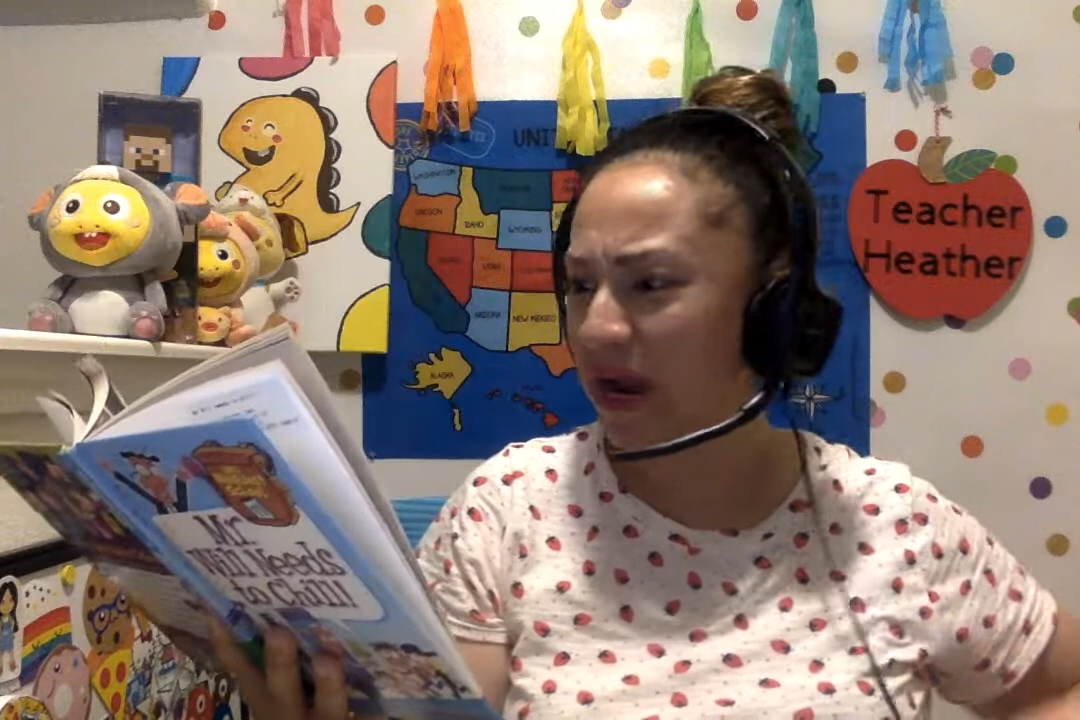 UNIT
WASHINGTON
OREGON
IDAHO
WYOMING
UTAH
ARIZONA
NEW MEXICO
ALASKA
Teacher
Heather
Mr.
Will Needs
to Chill!